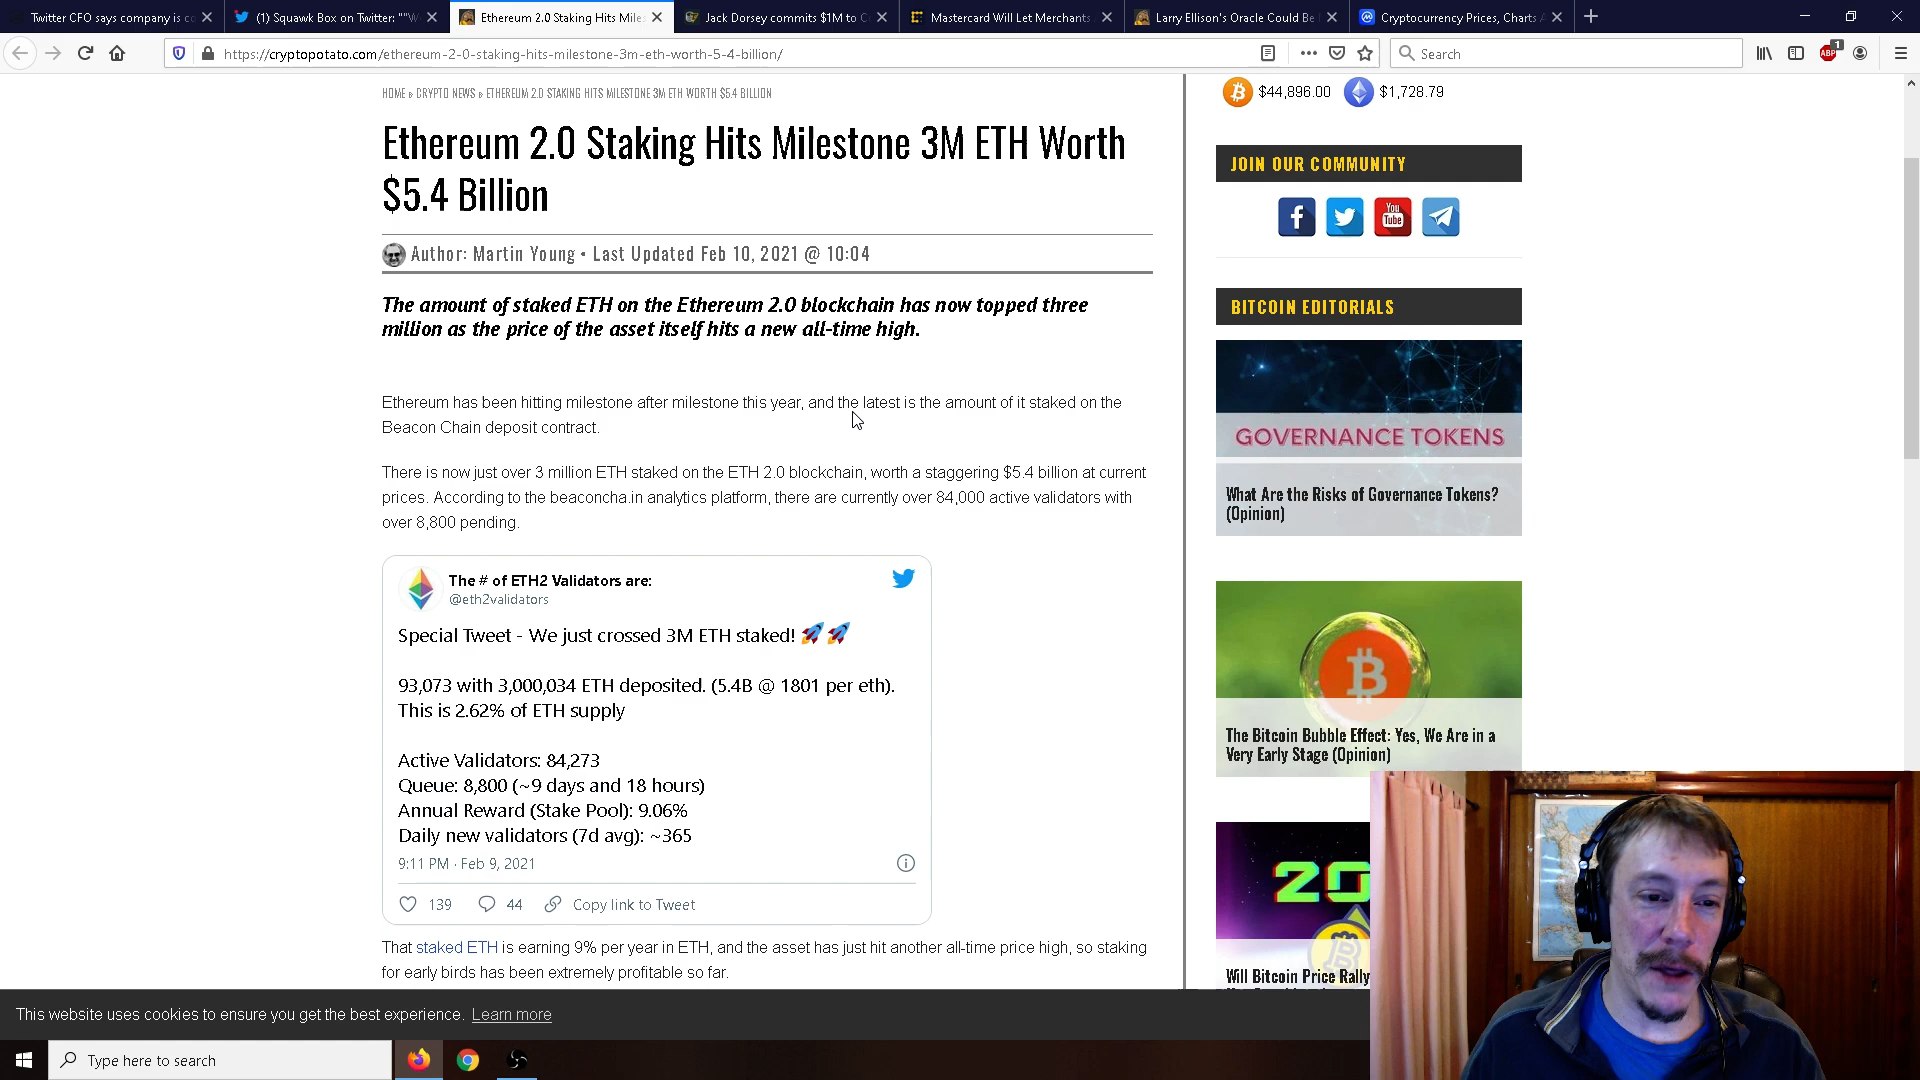 Twitter CFO says company is co
(1) Squawk Box on Twitter: ""W
Ethereum 2.0 Staking Hits Miles
Jack Dorsey commits $1M to C
Mastercard Will Let Merchants
Larry Ellison's Oracle Could Be
Cryptocurrency Prices, Charts A
https://cryptopotato.com/ethereum-2-0-staking-hits-milestone-3m-eth-worth-5-4-billion/
Search
ABP
1
HOME » CRYPTO NEWS » ETHEREUM 2.0 STAKING HITS MILESTONE 3M ETH WORTH $5.4 BILLION
$44,896.00
$1,728.79
Ethereum 2.0 Staking Hits Milestone 3M ETH Worth
$5.4 Billion
Author: Martin Young • Last Updated Feb 10, 2021 @ 10:04
The amount of staked ETH on the Ethereum 2.0 blockchain has now topped three
million as the price of the asset itself hits a new all-time high.
Ethereum has been hitting milestone after milestone this year, and the latest is the amount of it staked on the
Beacon Chain deposit contract.
There is now just over 3 million ETH staked on the ETH 2.0 blockchain, worth a staggering $5.4 billion at current
prices. According to the beaconcha.in analytics platform, there are currently over 84,000 active validators with
over 8,800 pending.
The # of ETH2 Validators are:
@eth2validators
Special Tweet - We just crossed 3M ETH staked! 🚀🚀
93,073 with 3,000,034 ETH deposited. (5.4B @ 1801 per eth).
This is 2.62% of ETH supply
Active Validators: 84,273
Queue: 8,800 (~9 days and 18 hours)
Annual Reward (Stake Pool): 9.06%
Daily new validators (7d avg): ~365
9:11 PM · Feb 9, 2021
139
44
Copy link to Tweet
That staked ETH is earning 9% per year in ETH, and the asset has just hit another all-time price high, so staking
for early birds has been extremely profitable so far.
JOIN OUR COMMUNITY
You
Tube
BITCOIN EDITORIALS
GOVERNANCE TOKENS
What Are the Risks of Governance Tokens?
(Opinion)
The Bitcoin Bubble Effect: Yes, We Are in a
Very Early Stage (Opinion)
20
Will Bitcoin Price Rally
This website uses cookies to ensure you get the best experience. Learn more
Type here to search